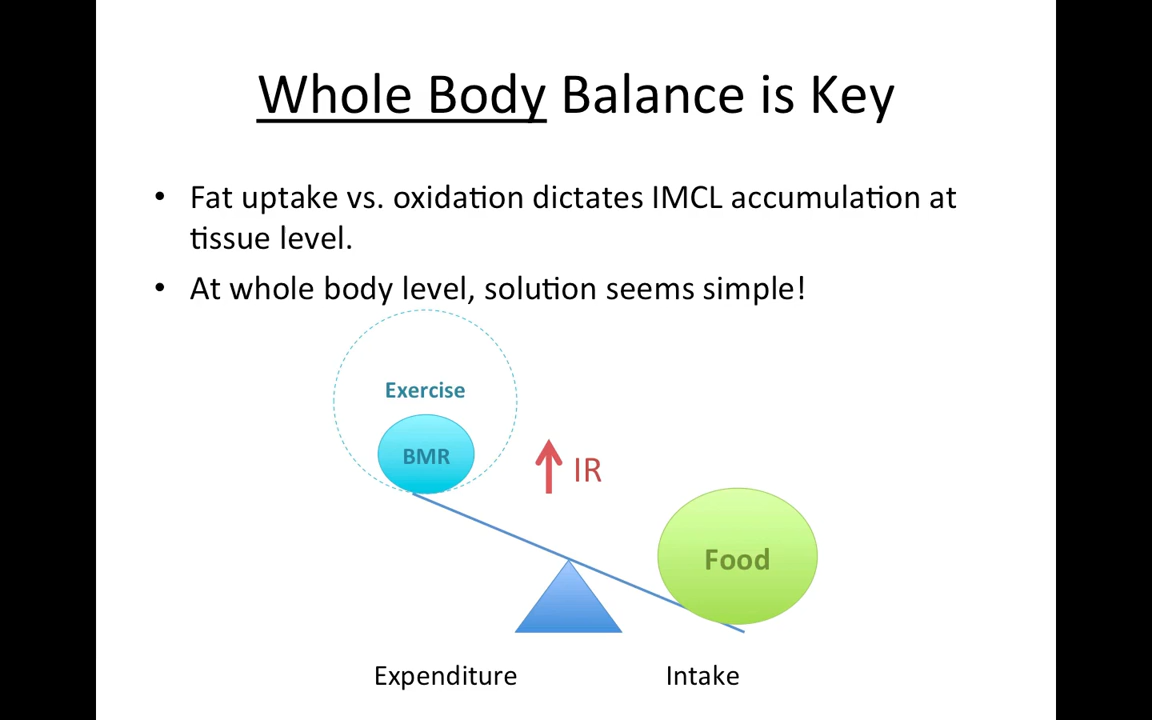 Whole Body Balance is Key
• Fat uptake vs. oxidation dictates IMCL accumulation at
tissue level.
• At whole body level, solution seems simple!
Exercise
BMR
IR
Food
Expenditure
Intake